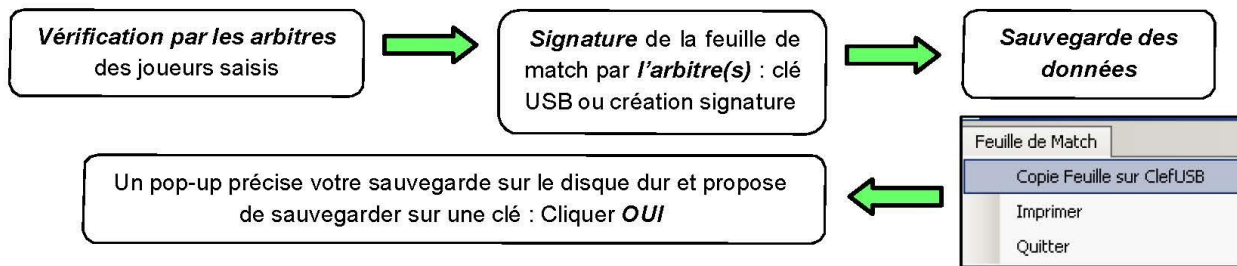 Vérification par les arbitres
des joueurs saisis
Signature de la feuille de
match par l'arbitre(s) : clé
USB ou création signature
Sauvegarde des
données
Feuille de Match
Copie Feuille sur ClefUSB
Imprimer
Quitter
Un pop-up précise votre sauvegarde sur le disque dur et propose
de sauvegarder sur une clé : Cliquer OUI